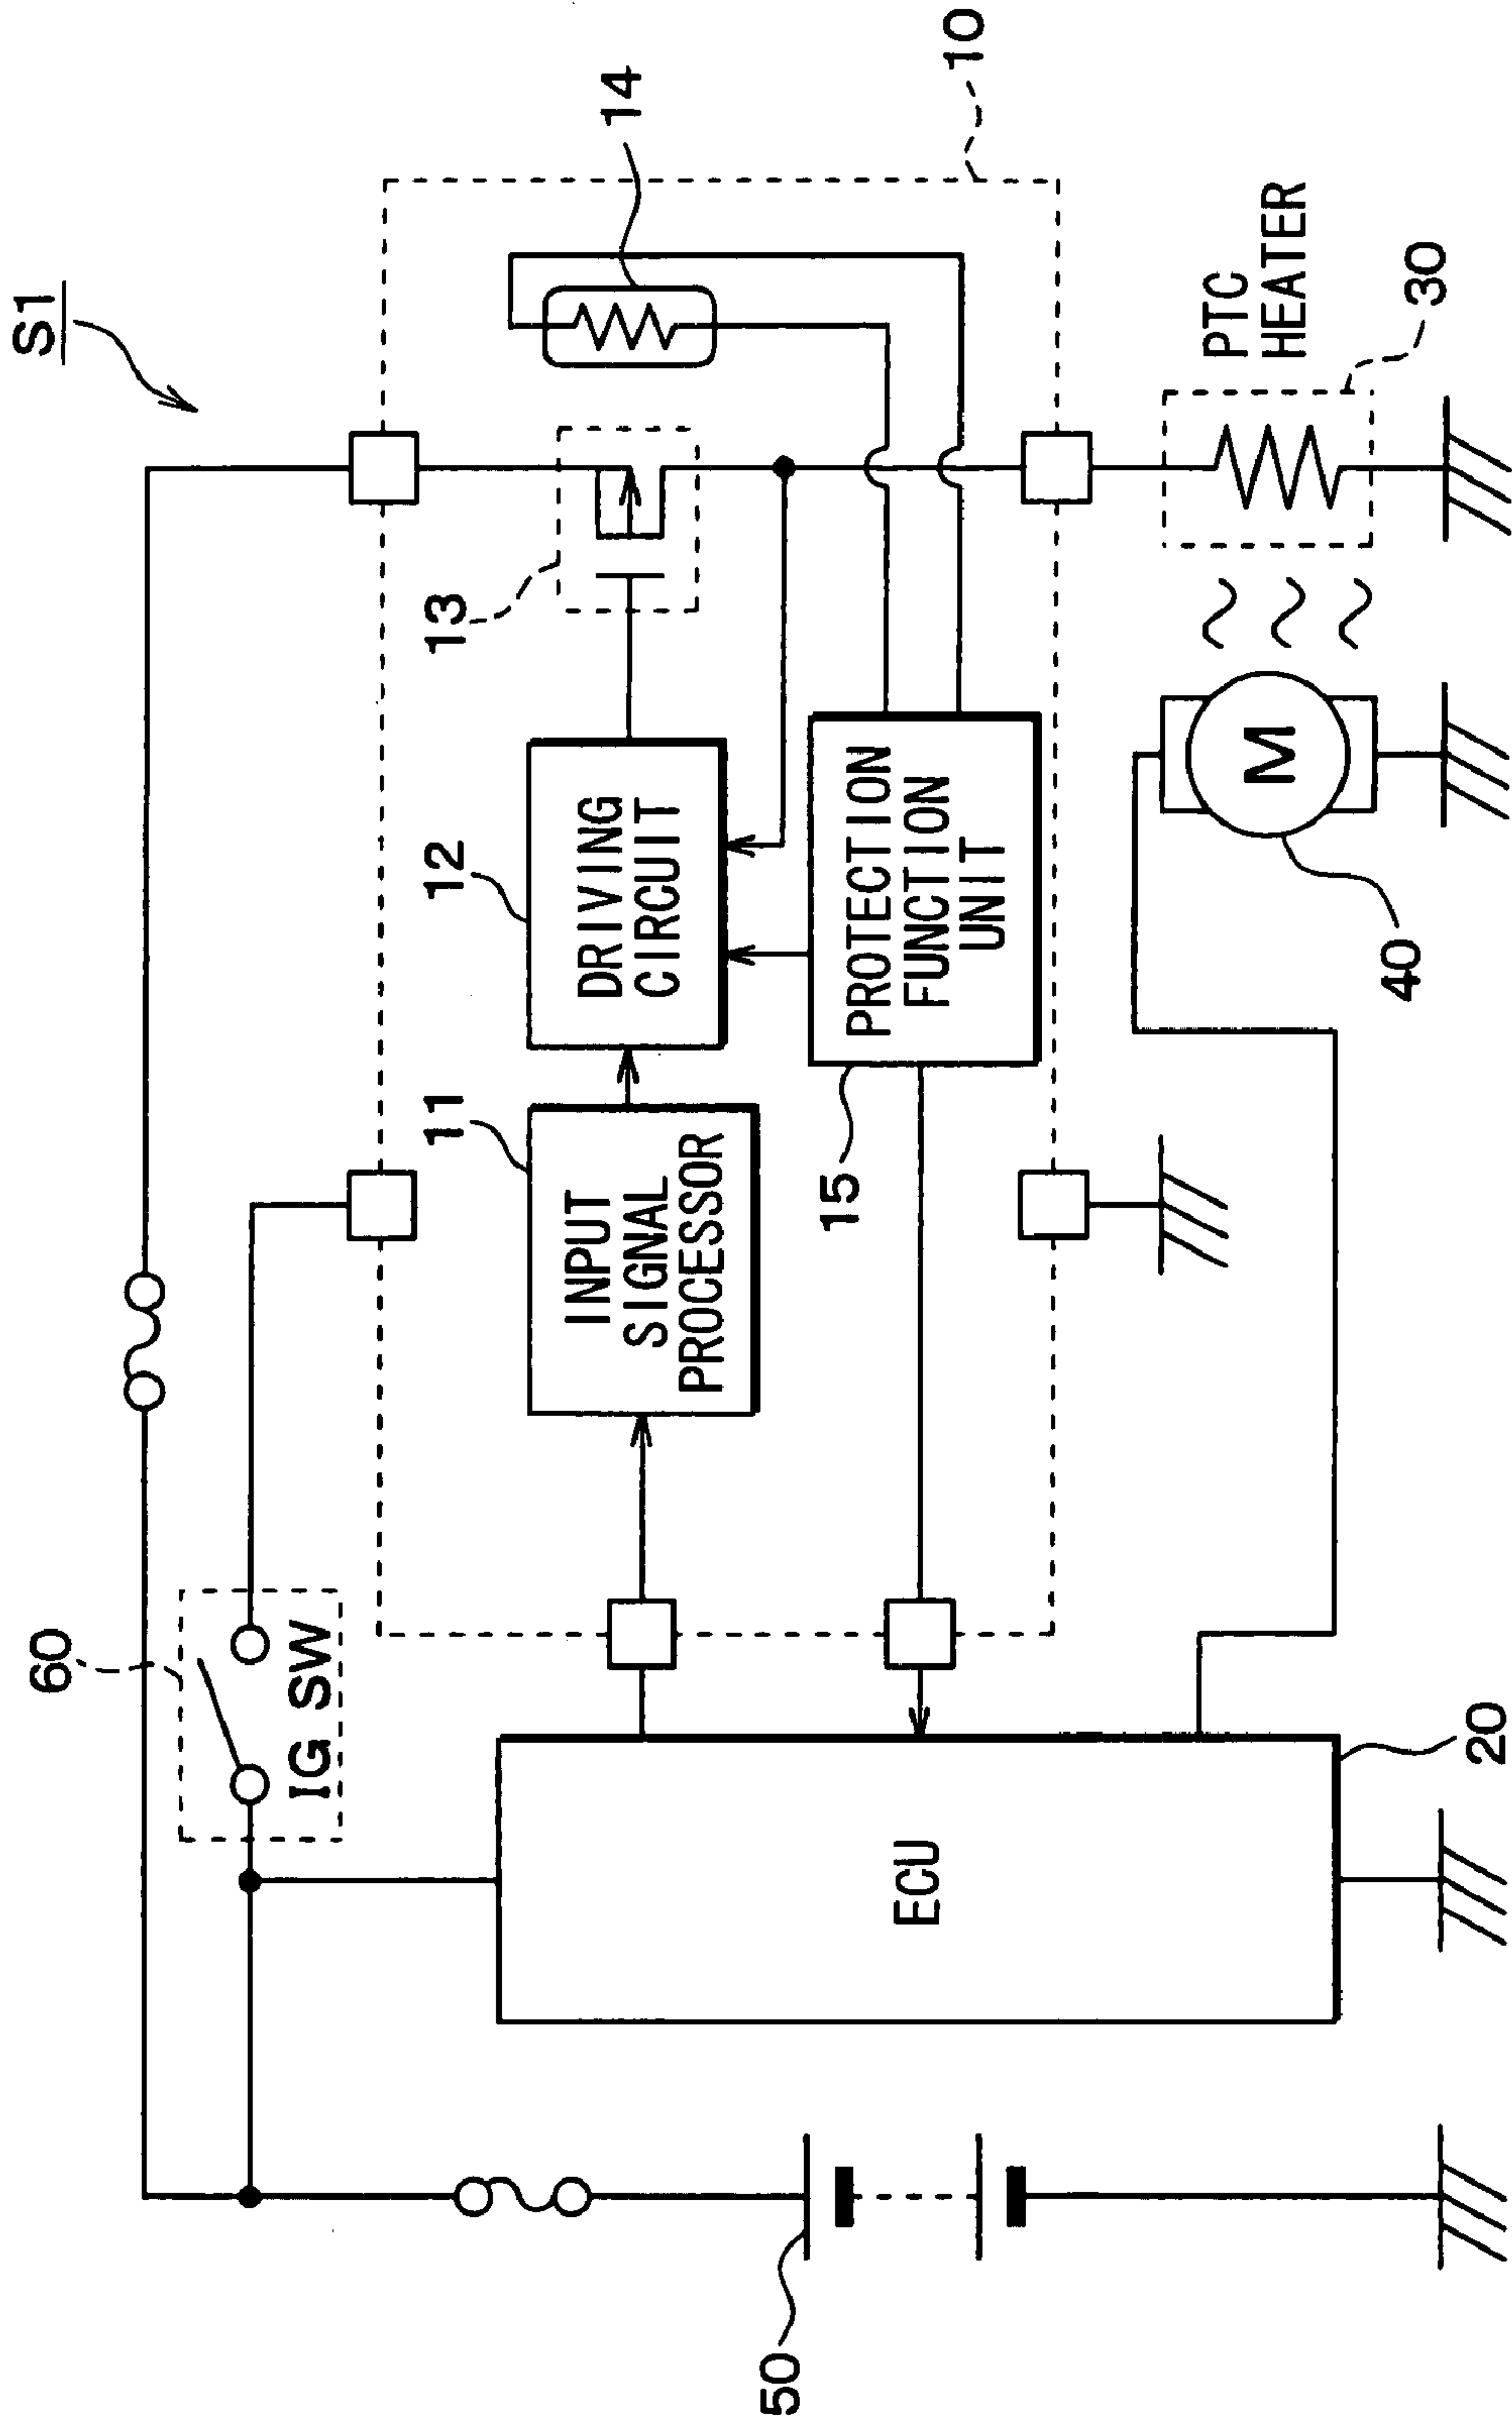 S1
60
IG SW
10
14
13
12
11
DRIVING
CIRCUIT
INPUT
SIGNAL
PROCESSOR
15
PROTECTION
FUNCTION
UNIT
ECU
20
50
40
M
PTC
HEATER
30